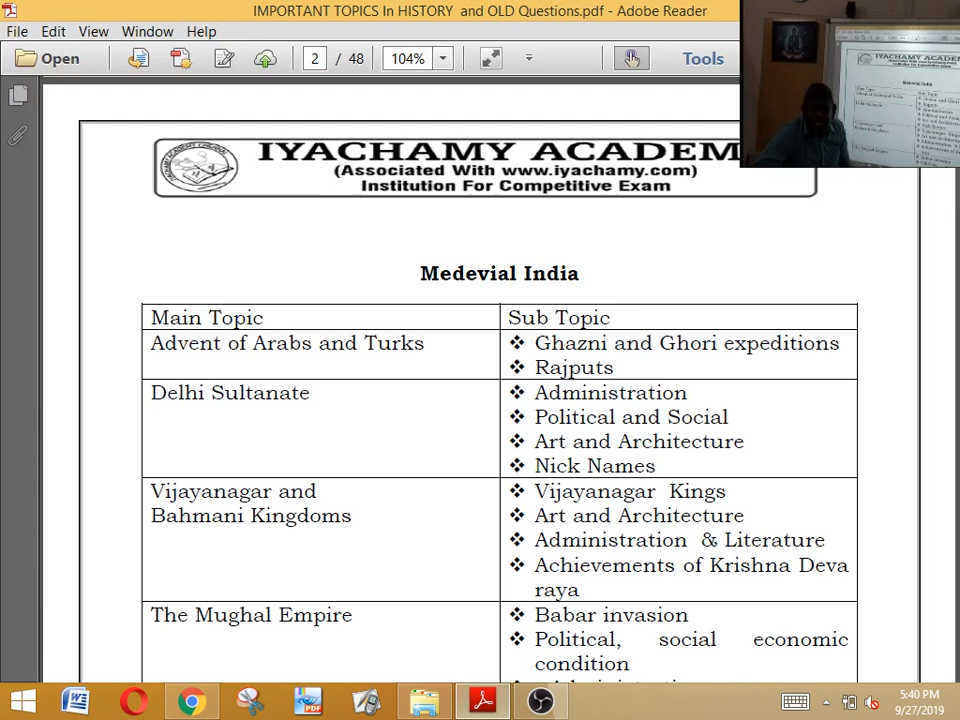 IMPORTANT TOPICS In HISTORY and OLD Questions.pdf - Adobe Reader
File Edit View Window Help
Open 2 / 48 104% Tools
IYACHAMY ACADEM
(Associated With www.iyachamy.com)
Institution For Competitive Exam
Medevial India
Main Topic Sub Topic
Advent of Arabs and Turks ❖ Ghazni and Ghori expeditions
❖ Rajputs
Delhi Sultanate ❖ Administration
❖ Political and Social
❖ Art and Architecture
❖ Nick Names
Vijayanagar and ❖ Vijayanagar Kings
Bahmani Kingdoms ❖ Art and Architecture
❖ Administration & Literature
❖ Achievements of Krishna Deva
raya
The Mughal Empire ❖ Babar invasion
❖ Political, social economic
condition
5:40 PM
9/27/2019